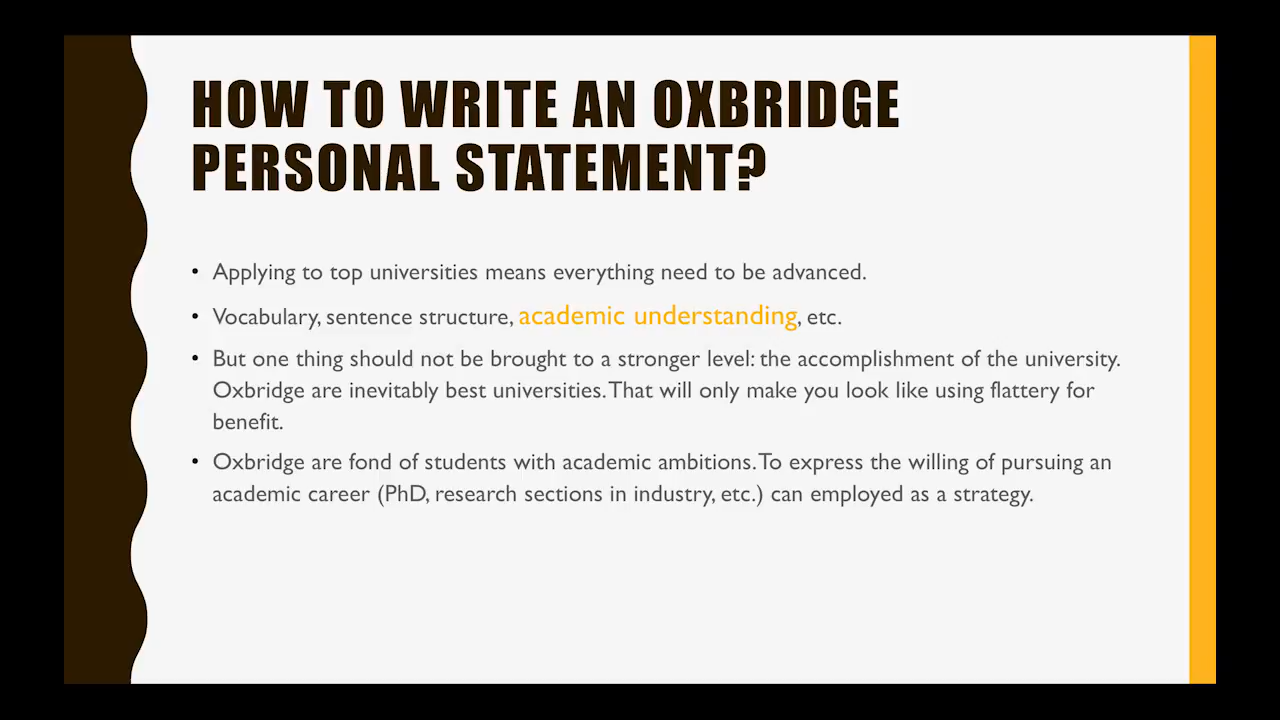 HOW TO WRITE AN OXBRIDGE
PERSONAL STATEMENT?
• Applying to top universities means everything need to be advanced.
• Vocabulary, sentence structure, academic understanding, etc.
• But one thing should not be brought to a stronger level: the accomplishment of the university.
Oxbridge are inevitably best universities. That will only make you look like using flattery for
benefit.
• Oxbridge are fond of students with academic ambitions. To express the willing of pursuing an
academic career (PhD, research sections in industry, etc.) can employed as a strategy.